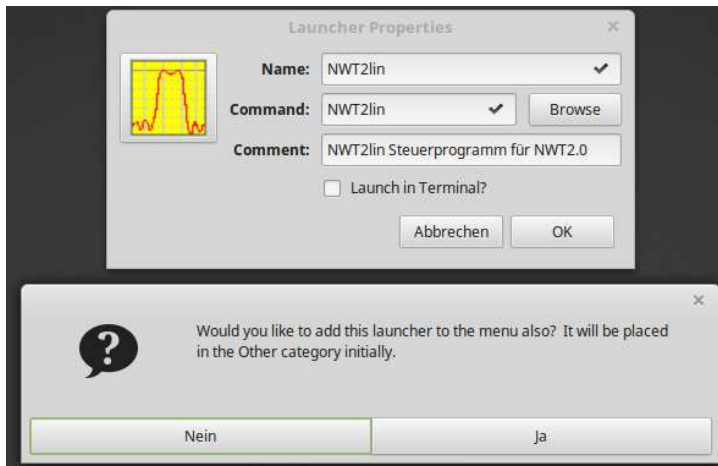 Launcher Properties
Name: NWT2lin
Command: NWT2lin Browse
Comment: NWT2lin Steuerprogramm für NWT2.0
Launch in Terminal?
Abbrechen OK
Would you like to add this launcher to the menu also? It will be placed
in the Other category initially.
Nein Ja